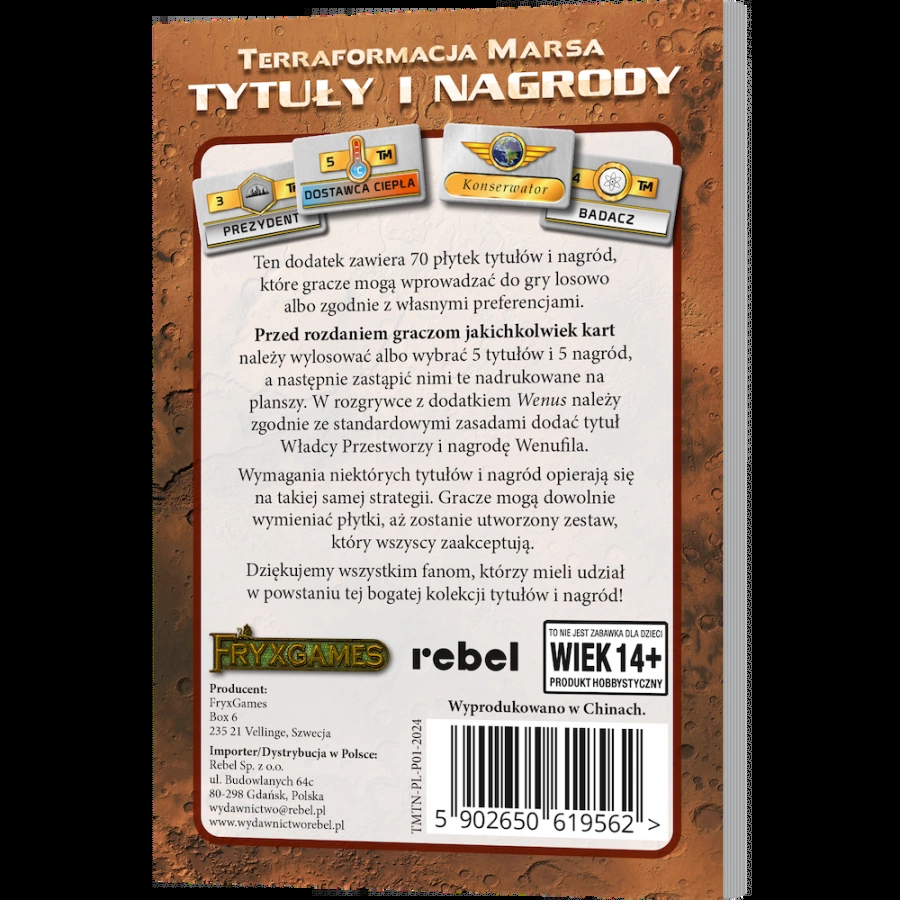 TERRAFORMACJA MARSA
TYTUŁY I NAGRODY
3 TM
PREZYDENT
5 TM
°C
DOSTAWCA CIEPŁA
Konserwator
4 TM
BADACZ
Ten dodatek zawiera 70 płytek tytułów i nagród,
które gracze mogą wprowadzać do gry losowo
albo zgodnie z własnymi preferencjami.
Przed rozdaniem graczom jakichkolwiek kart
należy wylosować albo wybrać 5 tytułów i 5 nagród,
a następnie zastąpić nimi te nadrukowane na
planszy. W rozgrywce z dodatkiem Wenus należy
zgodnie ze standardowymi zasadami dodać tytuł
Władcy Przestworzy i nagrodę Wenufila.
Wymagania niektórych tytułów i nagród opierają się
na takiej samej strategii. Gracze mogą dowolnie
wymieniać płytki, aż zostanie utworzony zestaw,
który wszyscy zaakceptują.
Dziękujemy wszystkim fanom, którzy mieli udział
w powstaniu tej bogatej kolekcji tytułów i nagród!
FRYXGAMES
rebel
TO NIE JEST ZABAWKA DLA DZIECI
WIEK 14+
PRODUKT HOBBYSTYCZNY
Producent:
FryxGames
Box 6
235 21 Vellinge, Szwecja
Importer/Dystrybucja w Polsce:
Rebel Sp. z o.o.
ul. Budowlanych 64c
80-298 Gdańsk, Polska
wydawnictwo@rebel.pl
www.wydawnictworebel.pl
Wyprodukowano w Chinach.
TMTN-PL-P01-2024
5 902650 619562 >